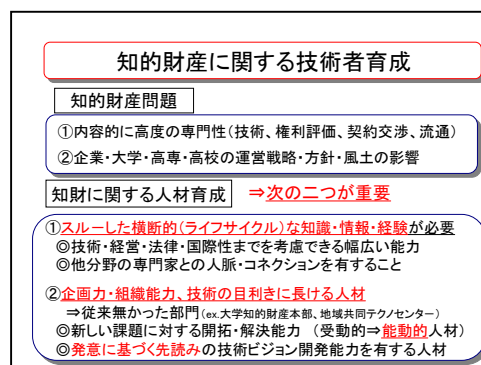 知的財産に関する技術者育成
知的財産問題
①内容的に高度の専門性(技術、権利評価、契約交渉、流通)
②企業・大学・高専・高校の運営戦略・方針・風土の影響
知財に関する人材育成 ⇒次の二つが重要
①スルーした横断的(ライフサイクル)な知識・情報・経験が必要
◎技術・経営・法律・国際性までを考慮できる幅広い能力
◎他分野の専門家との人脈・コネクションを有すること
②企画力・組織能力、技術の目利きに長ける人材
⇒従来無かった部門(ex.大学知的財産本部、地域共同テクノセンター)
◎新しい課題に対する開拓・解決能力 (受動的⇒能動的人材)
◎発意に基づく先読みの技術ビジョン開発能力を有する人材